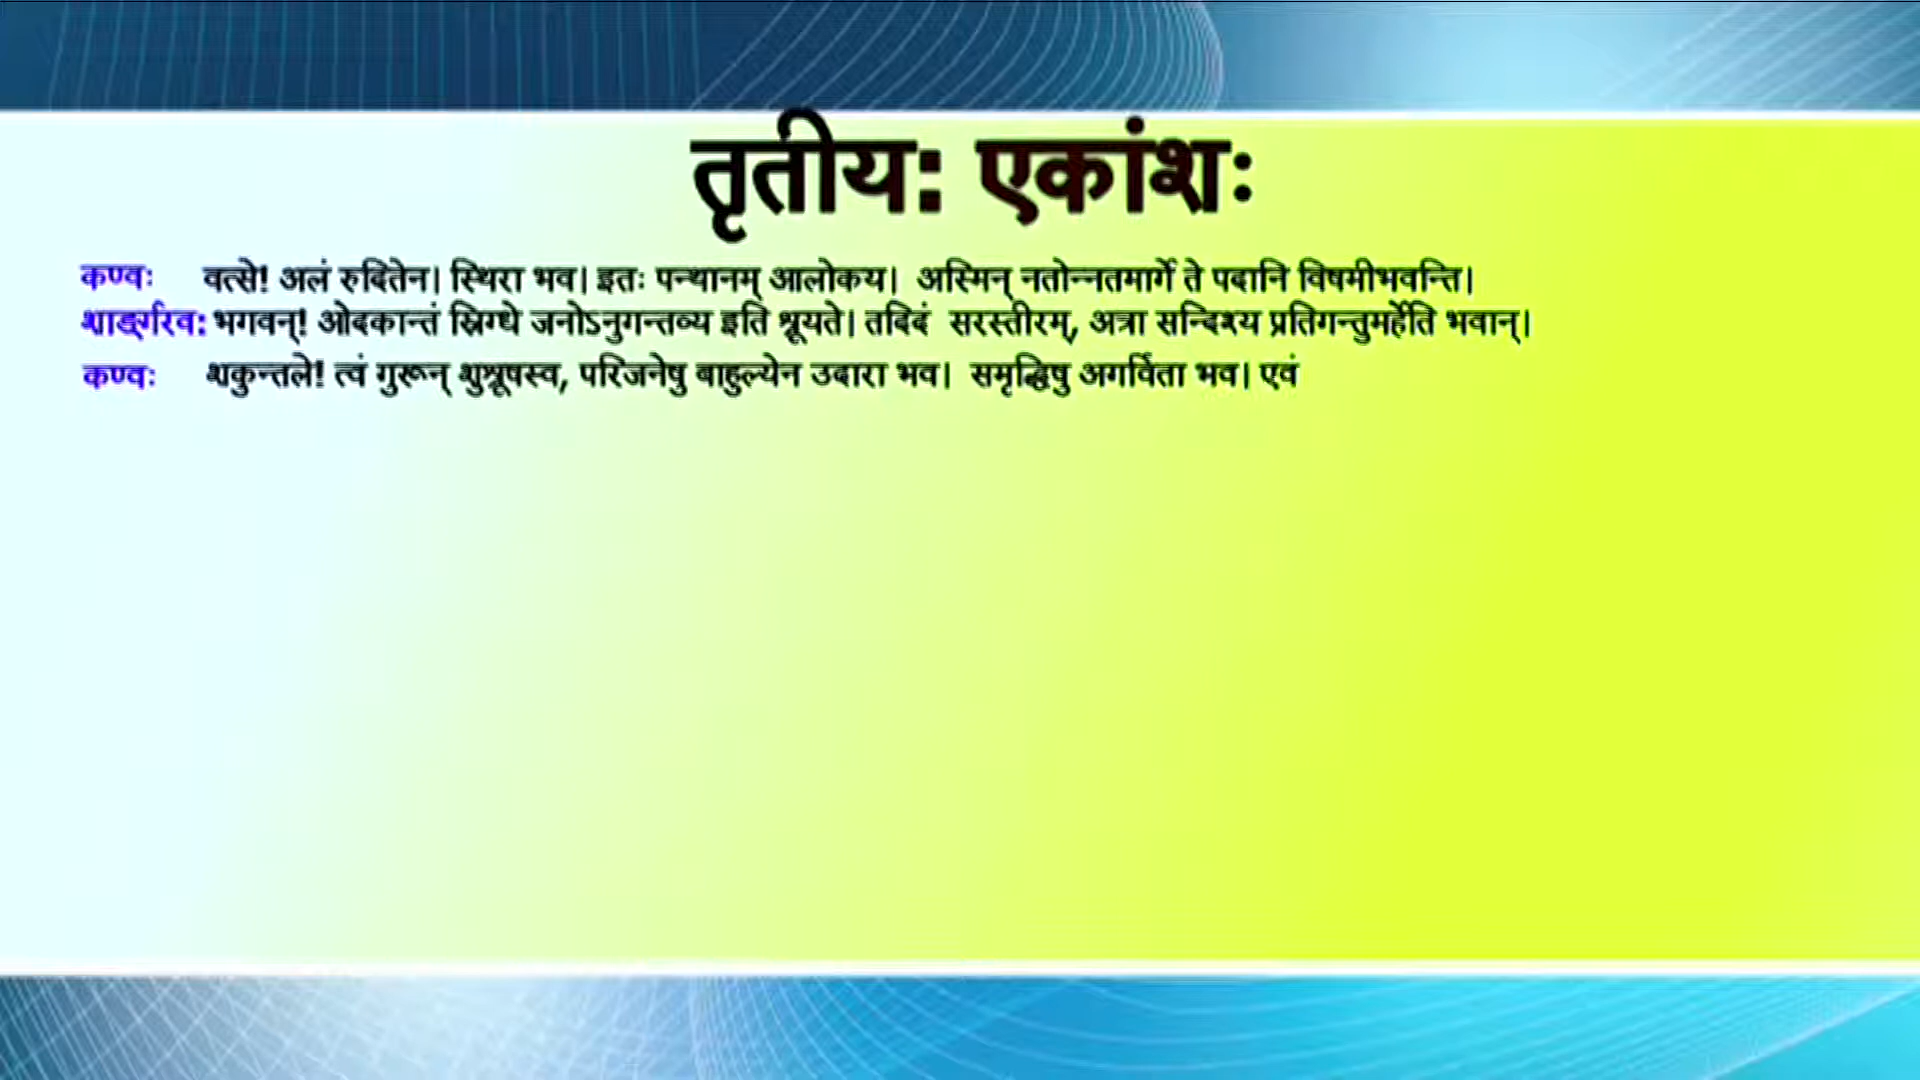 तृतीय: एकांशः
कण्वः वत्से! अलं रुदितेन। स्थिरा भव। इतः पन्थानम् आलोकय। अस्मिन् नतोन्नतमार्गे ते पदानि विषमीभवन्ति।
शार्ङ्गरिव: भगवन्! ओदकान्तं स्निग्धे जनोऽनुगन्तव्य इति श्रूयते। तदिदं सरस्तीरम्, अत्रा सन्दिश्य प्रतिगन्तुमर्हेति भवान्।
कण्वः शकुन्तले! त्वं गुरून् शुश्रूषस्व, परिजनेषु बाहुल्येन उदारा भव। समृद्धिषु अगर्विता भव। एवं